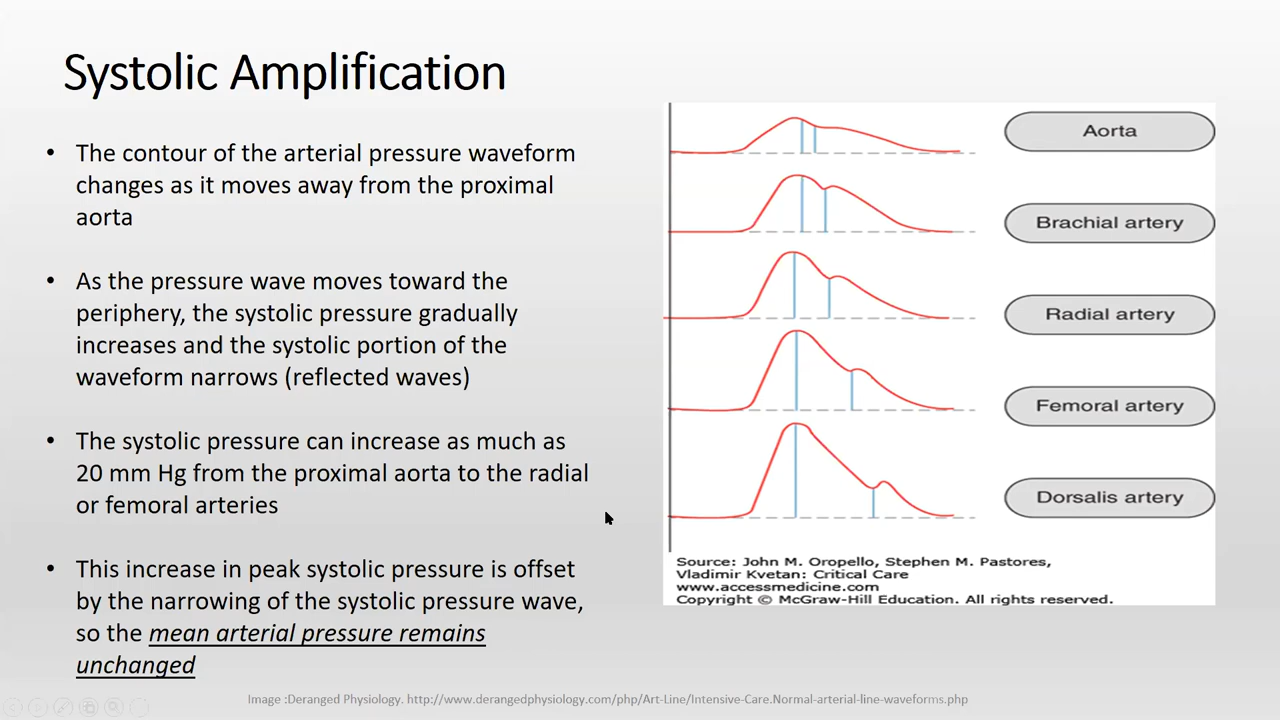 Systolic Amplification
• The contour of the arterial pressure waveform
changes as it moves away from the proximal
aorta
• As the pressure wave moves toward the
periphery, the systolic pressure gradually
increases and the systolic portion of the
waveform narrows (reflected waves)
• The systolic pressure can increase as much as
20 mm Hg from the proximal aorta to the radial
or femoral arteries
• This increase in peak systolic pressure is offset
by the narrowing of the systolic pressure wave,
so the mean arterial pressure remains
unchanged
Aorta
Brachial artery
Radial artery
Femoral artery
Dorsalis artery
Source: John M. Oropello, Stephen M. Pastores,
Vladimir Kvetan: Critical Care
www.accessmedicine.com
Copyright © McGraw-Hill Education. All rights reserved.
Image :Deranged Physiology. http://www.derangedphysiology.com/php/Art-Line/Intensive-Care.Normal-arterial-line-waveforms.php